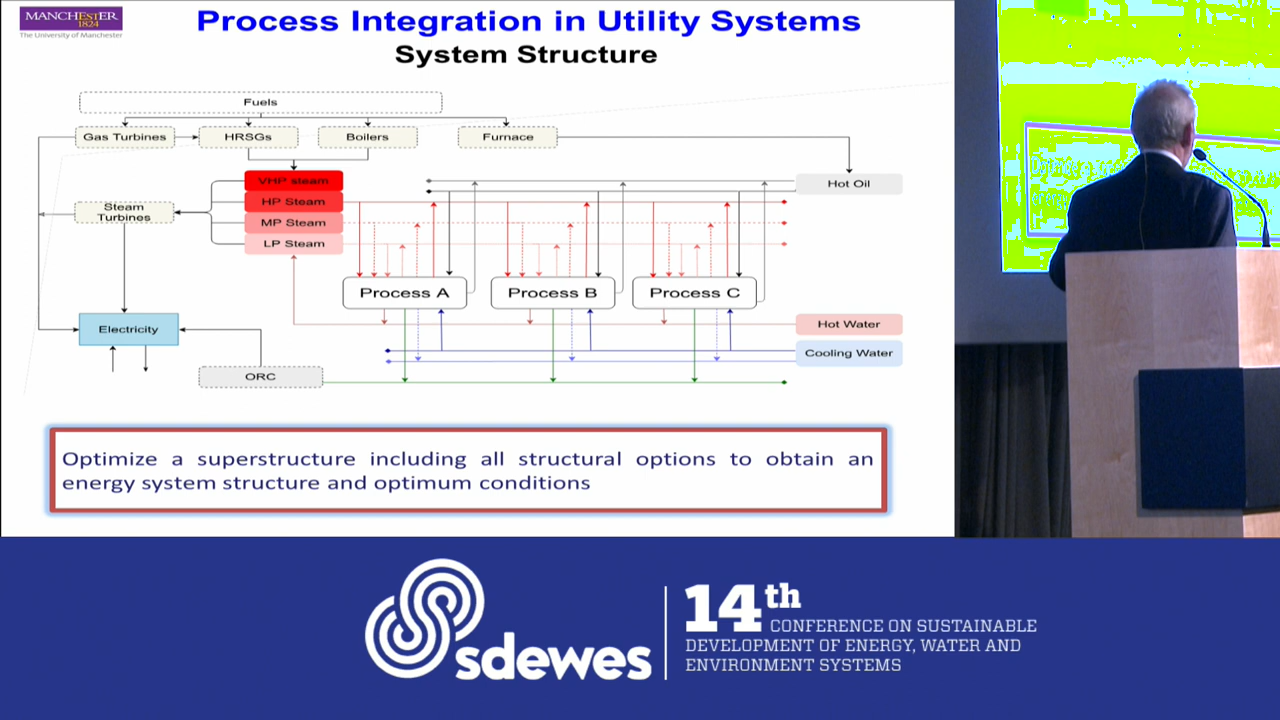 MANCHESTER
1824
The University of Manchester
Process Integration in Utility Systems
System Structure
Fuels
Gas Turbines
HRSGs
Boilers
Furnace
VHP steam
HP Steam
MP Steam
LP Steam
Hot Oil
Steam
Turbines
Process A
Process B
Process C
Electricity
Hot Water
Cooling Water
ORC
Optimize a superstructure including all structural options to obtain an
energy system structure and optimum conditions
sdewes
14th
CONFERENCE ON SUSTAINABLE
DEVELOPMENT OF ENERGY, WATER AND
ENVIRONMENT SYSTEMS